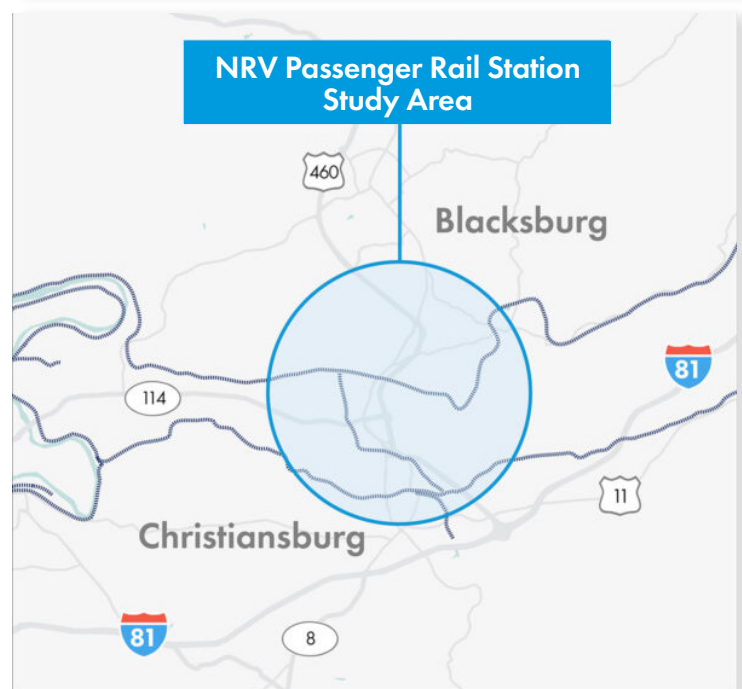 NRV Passenger Rail Station
Study Area
460
Blacksburg
81
114
11
Christiansburg
81
8